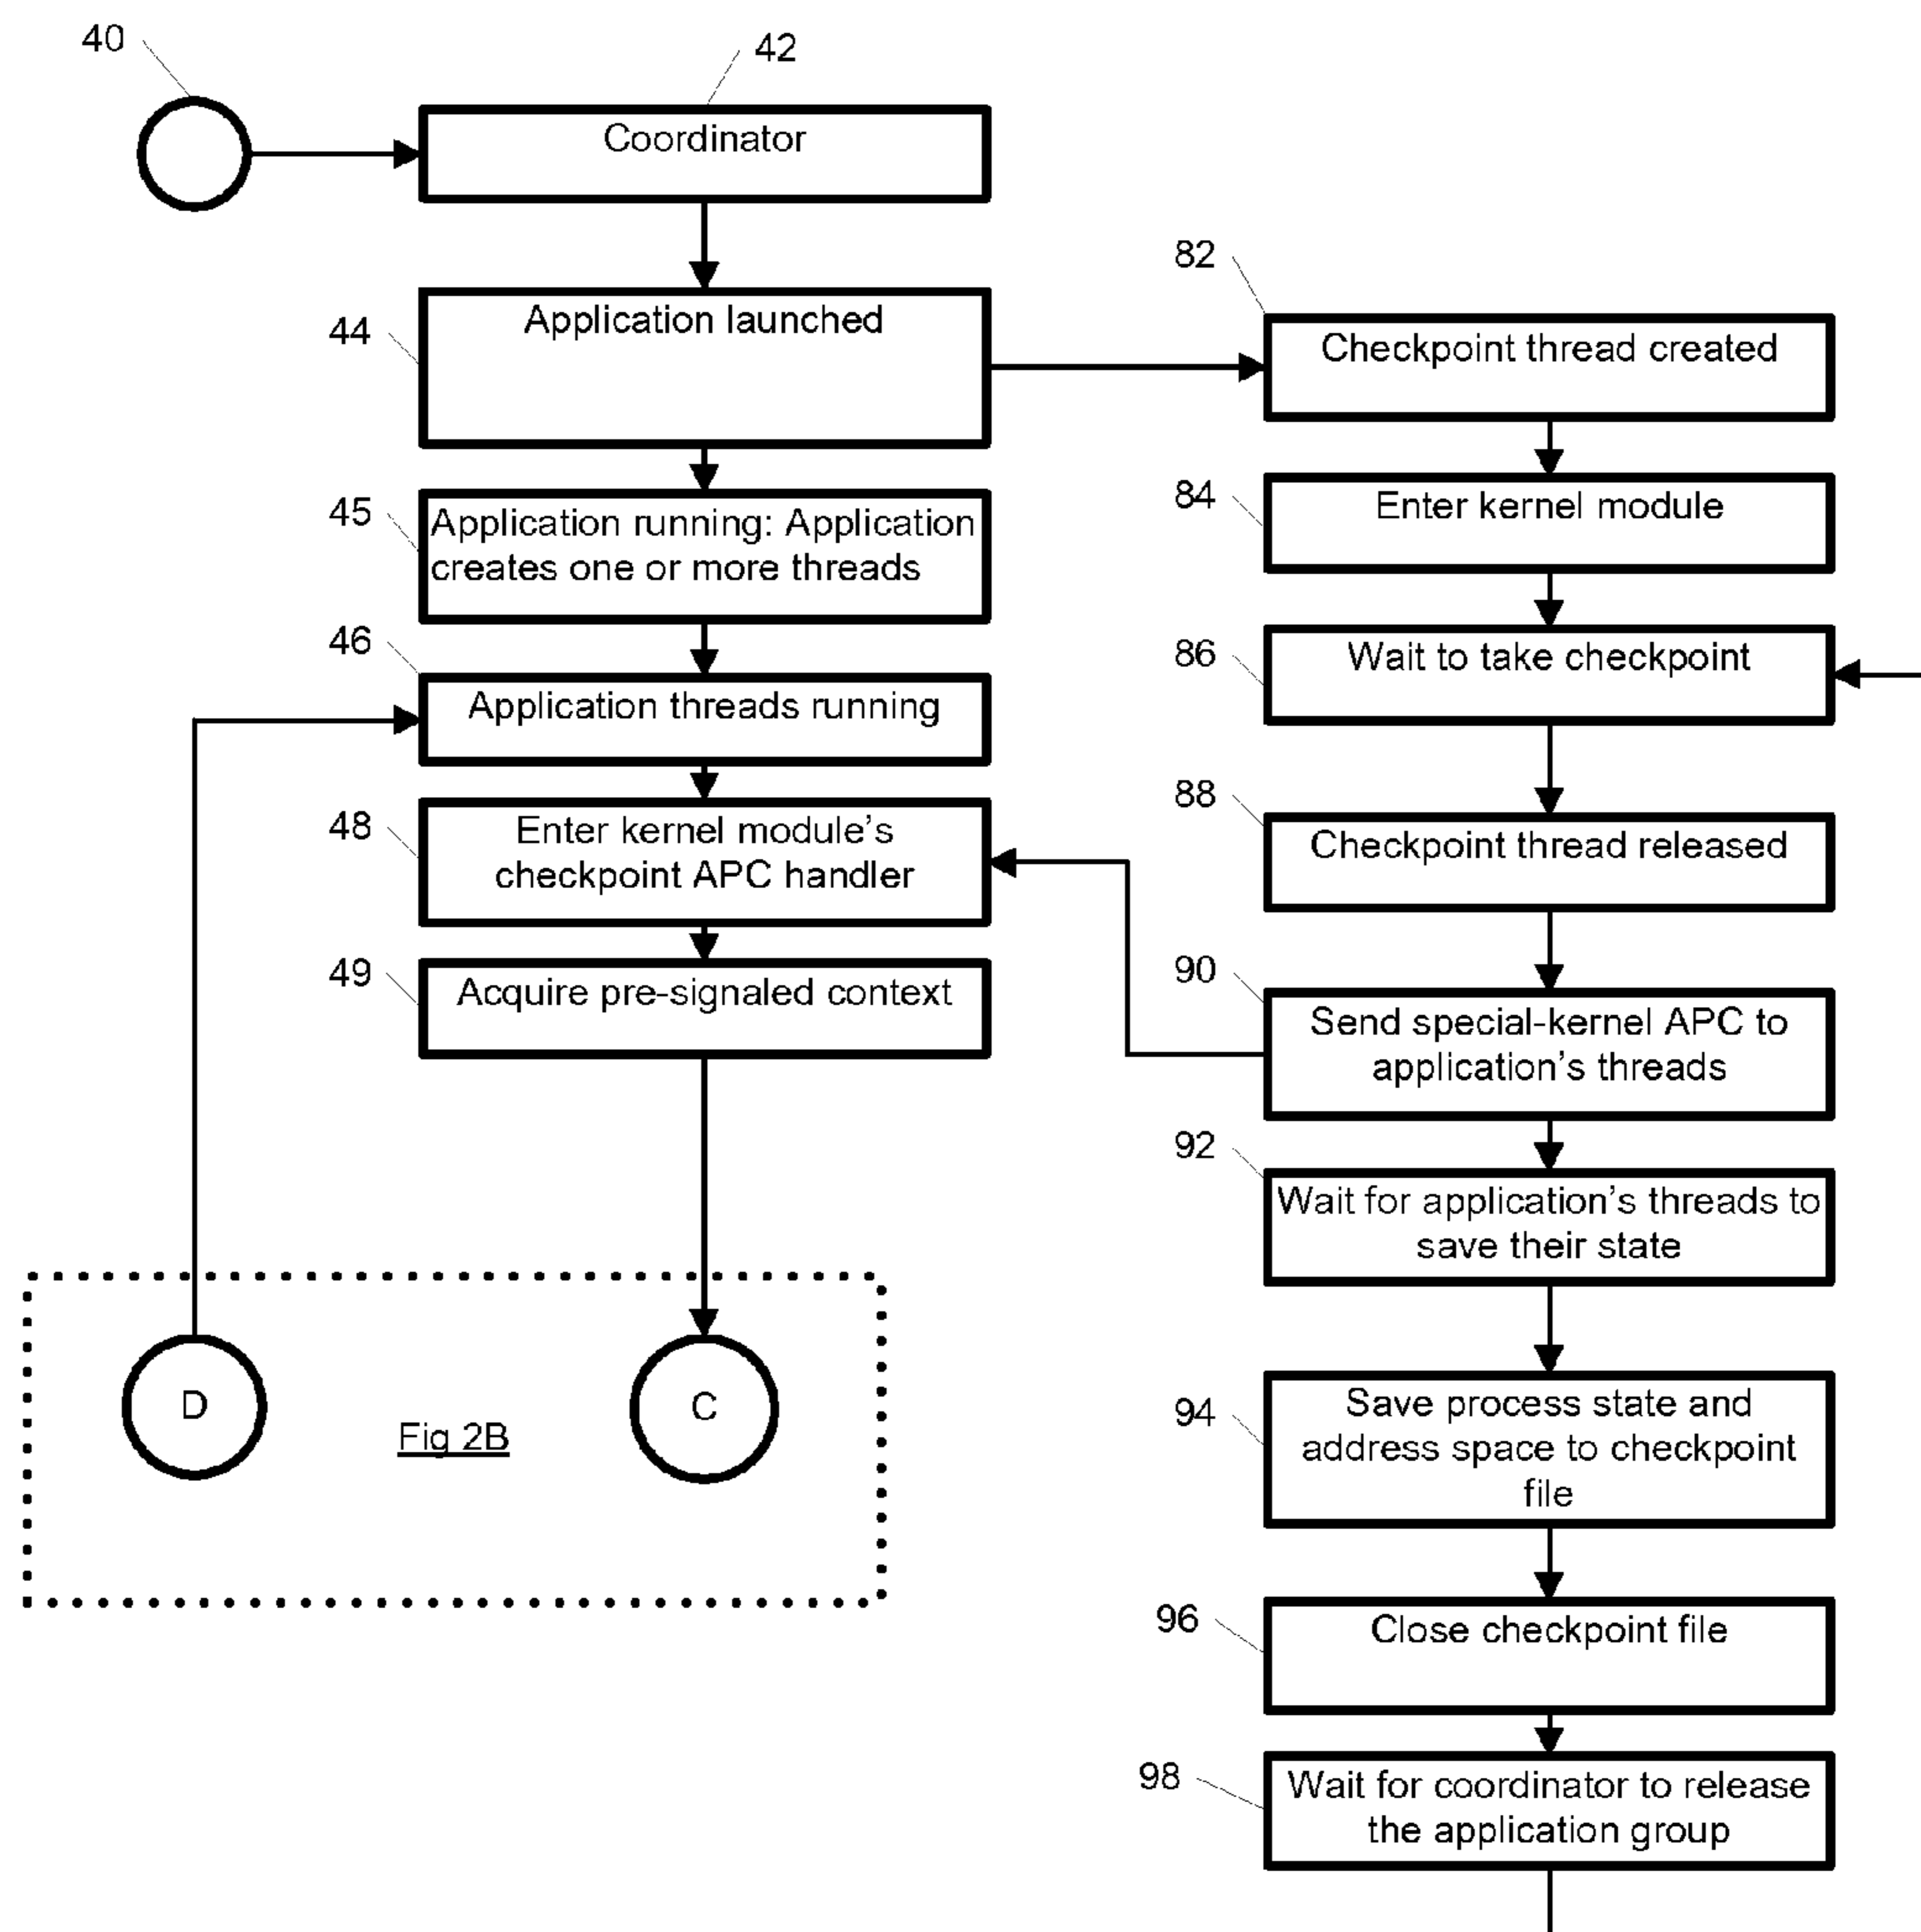 40
42
Coordinator
44
Application launched
45
Application running: Application
creates one or more threads
46
Application threads running
48
Enter kernel module's
checkpoint APC handler
49
Acquire pre-signaled context
D
Fig 2B
C
82
Checkpoint thread created
84
Enter kernel module
86
Wait to take checkpoint
88
Checkpoint thread released
90
Send special-kernel APC to
application's threads
92
Wait for application's threads to
save their state
94
Save process state and
address space to checkpoint
file
96
Close checkpoint file
98
Wait for coordinator to release
the application group